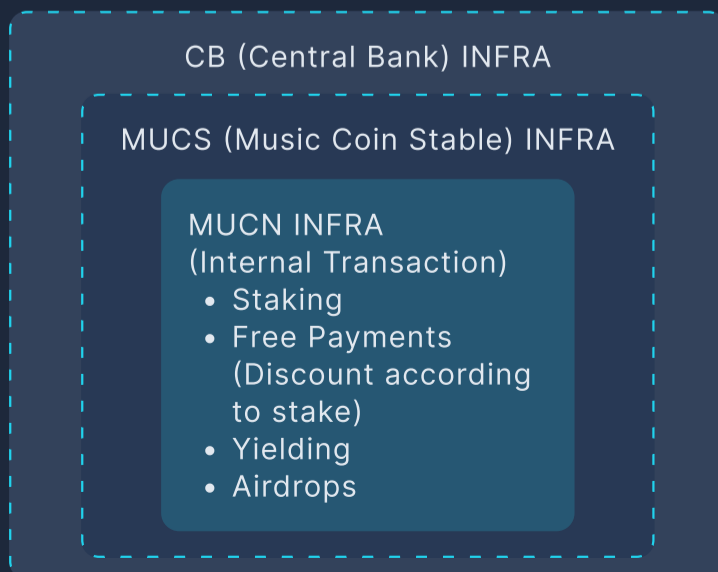 CB (Central Bank) INFRA
MUCS (Music Coin Stable) INFRA
MUCN INFRA
(Internal Transaction)
• Staking
• Free Payments
(Discount according
to stake)
• Yielding
• Airdrops